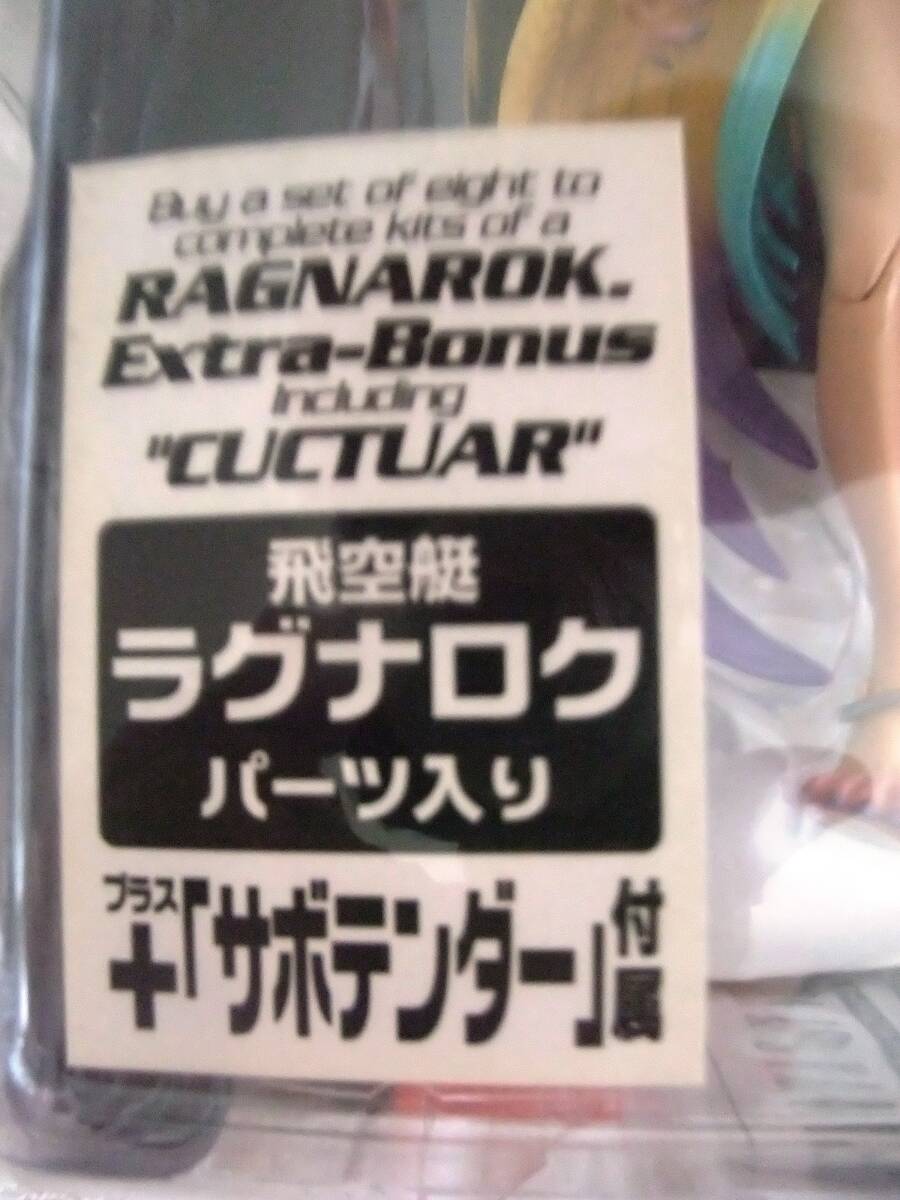 Buy a set of eight to
complete kits of a
RAGNAROK.
Extra-Bonus
Including
"CUCTUAR"
飛空艇
ラグナロク
パーツ入り
プラス
+「サボテンダー」付属